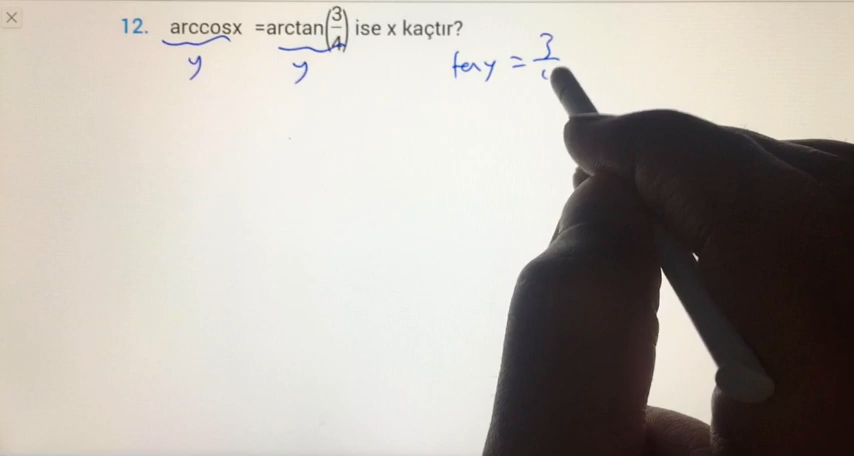 12. arccosx =arctan(3/4) ise x kaçtır?
y y tany = 3